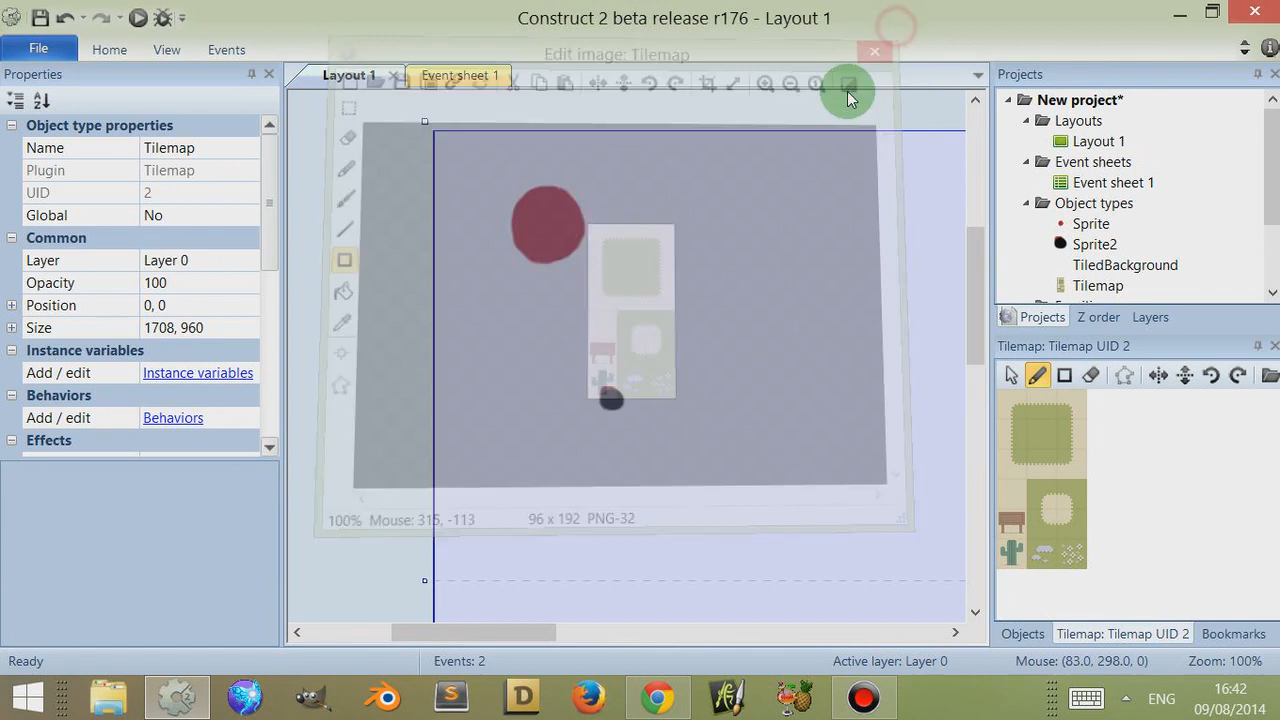 Construct 2 beta release r176 - Layout 1
File
Home
View
Events
Properties
Object type properties
Name Tilemap
Plugin Tilemap
UID 2
Global No
Common
Layer Layer 0
Opacity 100
Position 0, 0
Size 1708, 960
Instance variables
Add / edit Instance variables
Behaviors
Add / edit Behaviors
Effects
Edit image: Tilemap
Layout 1
Event sheet 1
100% Mouse: 315, -113 96 x 192 PNG-32
Projects
New project*
Layouts
Layout 1
Event sheets
Event sheet 1
Object types
Sprite
Sprite2
TiledBackground
Tilemap
Projects Z order Layers
Tilemap: Tilemap UID 2
Objects Tilemap: Tilemap UID 2 Bookmarks
Ready Events: 2 Active layer: Layer 0 Mouse: (83.0, 298.0, 0) Zoom: 100%
S
D
ENG
16:42
09/08/2014